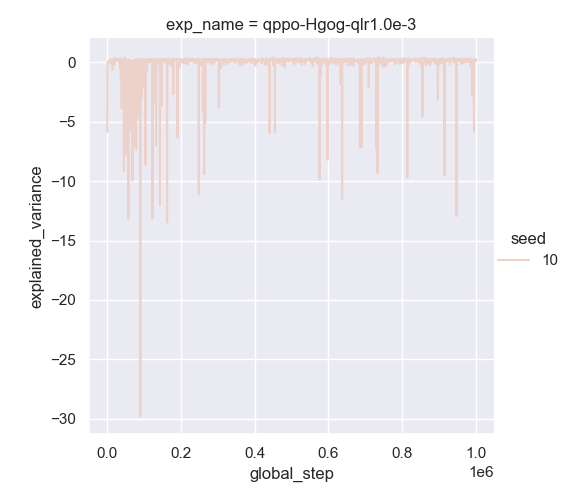 exp_name = qppo-Hgog-qlr1.0e-3
0
−5
−10
−15
−20
−25
−30
explained_variance
0.0 0.2 0.4 0.6 0.8 1.0
1e6
global_step
seed
10